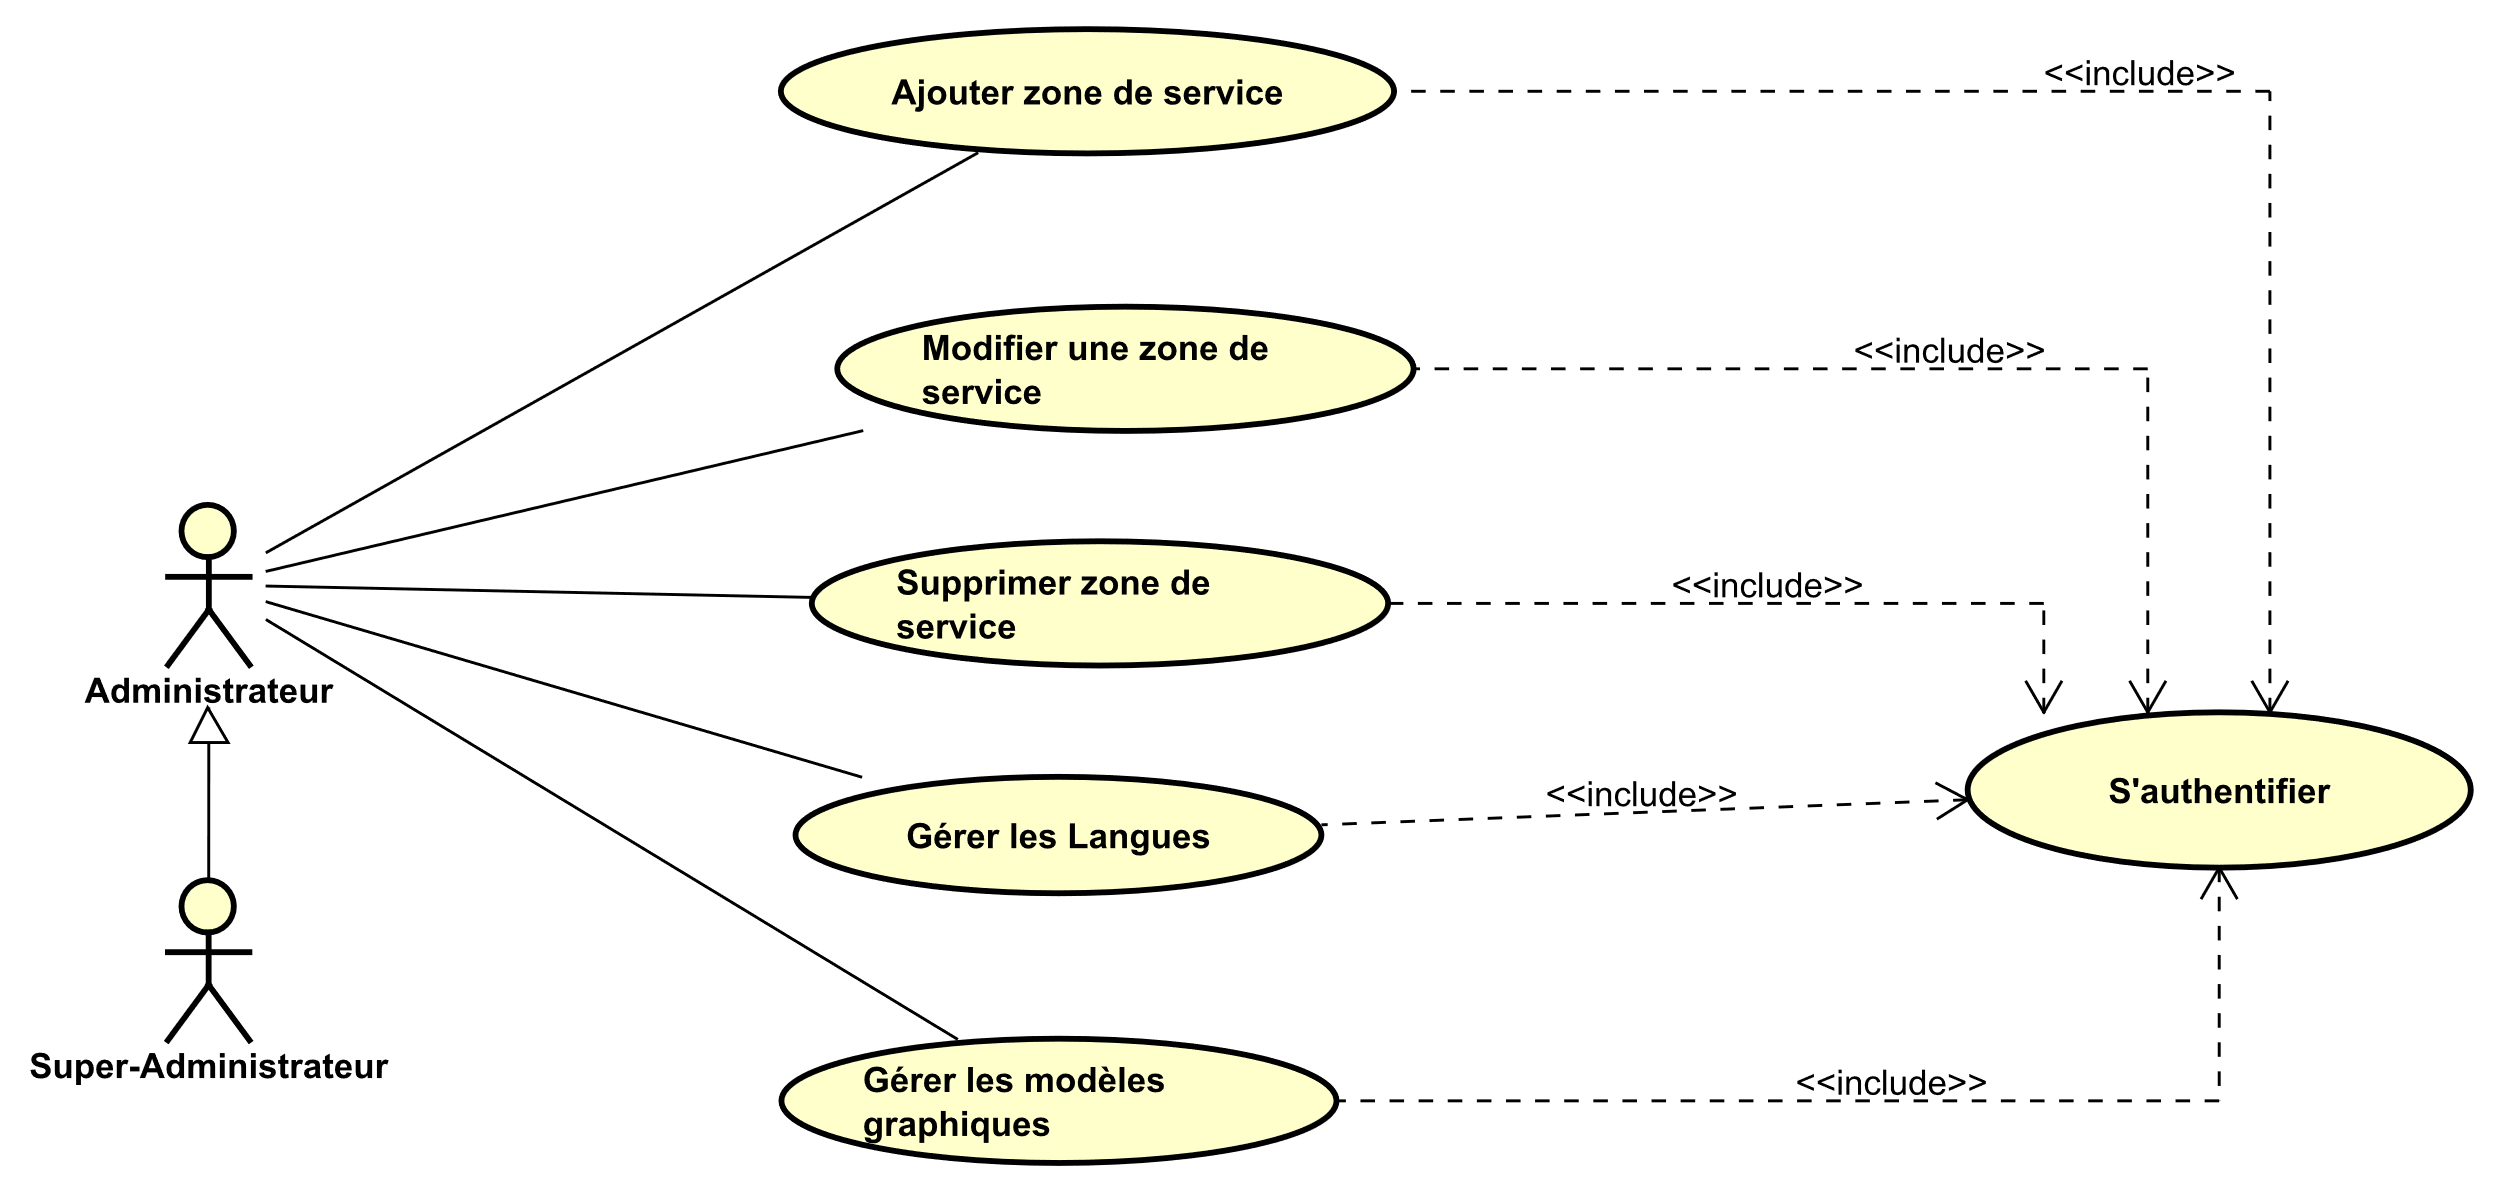 Ajouter zone de service
<<include>>
Modifier une zone de
service
<<include>>
Supprimer zone de
service
<<include>>
Administrateur
Gérer les Langues
<<include>>
S'authentifier
Super-Administrateur
Gérer les modèles
graphiques
<<include>>